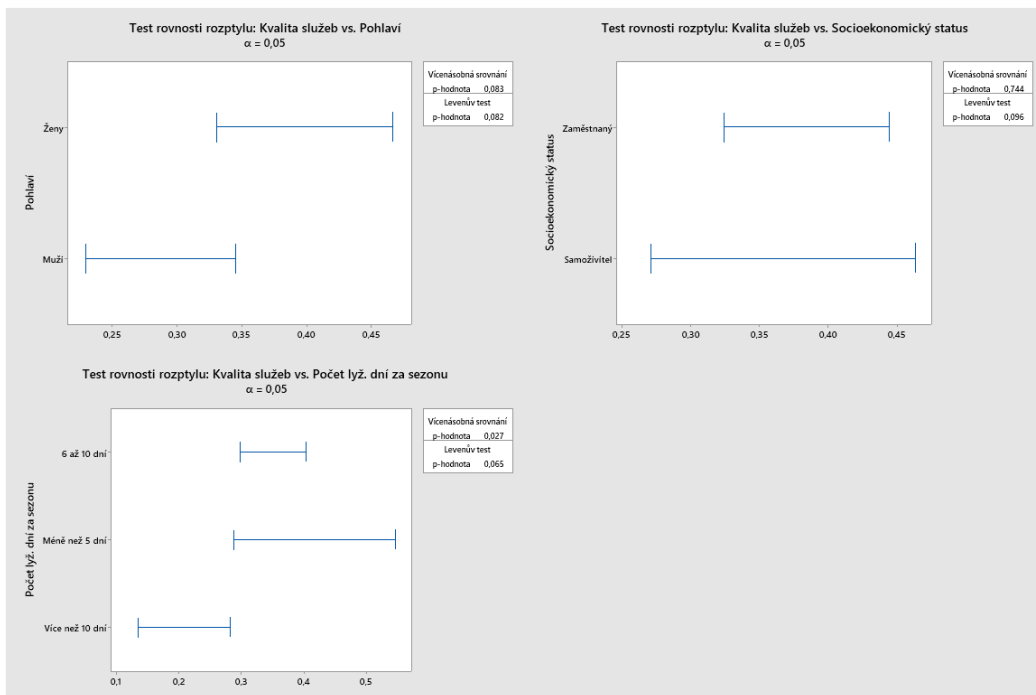 Test rovnosti rozptylu: Kvalita služeb vs. Pohlaví
α = 0,05
Vícenásobná srovnání
p-hodnota 0,083
Levenův test
p-hodnota 0,082
Pohlaví
Ženy
Muži
0,25 0,30 0,35 0,40 0,45
Test rovnosti rozptylu: Kvalita služeb vs. Socioekonomický status
α = 0,05
Vícenásobná srovnání
p-hodnota 0,744
Levenův test
p-hodnota 0,096
Socioekonomický status
Zaměstnaný
Samoživitel
0,25 0,30 0,35 0,40 0,45
Test rovnosti rozptylu: Kvalita služeb vs. Počet lyž. dní za sezonu
α = 0,05
Vícenásobná srovnání
p-hodnota 0,027
Levenův test
p-hodnota 0,065
Počet lyž. dní za sezonu
6 až 10 dní
Méně než 5 dní
Více než 10 dní
0,1 0,2 0,3 0,4 0,5